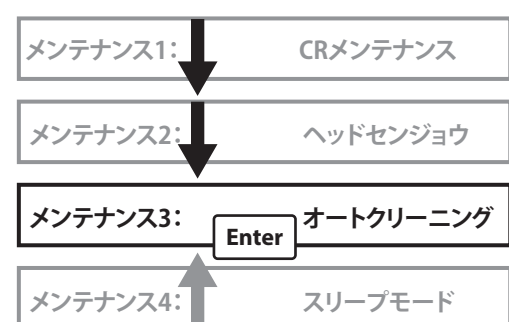 メンテナンス1: CRメンテナンス
メンテナンス2: ヘッドセンジョウ
メンテナンス3: オートクリーニング
Enter
メンテナンス4: スリープモード